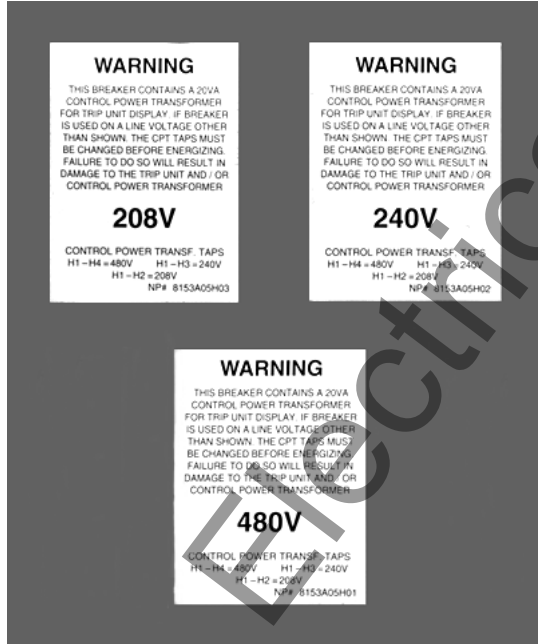 WARNING
THIS BREAKER CONTAINS A 20VA
CONTROL POWER TRANSFORMER
FOR TRIP UNIT DISPLAY. IF BREAKER
IS USED ON A LINE VOLTAGE OTHER
THAN SHOWN. THE CPT TAPS MUST
BE CHANGED BEFORE ENERGIZING.
FAILURE TO DO SO WILL RESULT IN
DAMAGE TO THE TRIP UNIT AND / OR
CONTROL POWER TRANSFORMER
208V
CONTROL POWER TRANSF. TAPS
H1-H4=480V H1-H3=240V
H1-H2=208V
NP# 8153A05H03
WARNING
THIS BREAKER CONTAINS A 20VA
CONTROL POWER TRANSFORMER
FOR TRIP UNIT DISPLAY. IF BREAKER
IS USED ON A LINE VOLTAGE OTHER
THAN SHOWN. THE CPT TAPS MUST
BE CHANGED BEFORE ENERGIZING.
FAILURE TO DO SO WILL RESULT IN
DAMAGE TO THE TRIP UNIT AND / OR
CONTROL POWER TRANSFORMER
240V
CONTROL POWER TRANSF. TAPS
H1-H4=480V H1-H3=240V
H1-H2=208V
NP# 8153A05H02
WARNING
THIS BREAKER CONTAINS A 20VA
CONTROL POWER TRANSFORMER
FOR TRIP UNIT DISPLAY. IF BREAKER
IS USED ON A LINE VOLTAGE OTHER
THAN SHOWN. THE CPT TAPS MUST
BE CHANGED BEFORE ENERGIZING.
FAILURE TO DO SO WILL RESULT IN
DAMAGE TO THE TRIP UNIT AND / OR
CONTROL POWER TRANSFORMER
480V
CONTROL POWER TRANSF. TAPS
H1-H4=480V H1-H3=240V
H1-H2=208V
NP# 8153A05H01